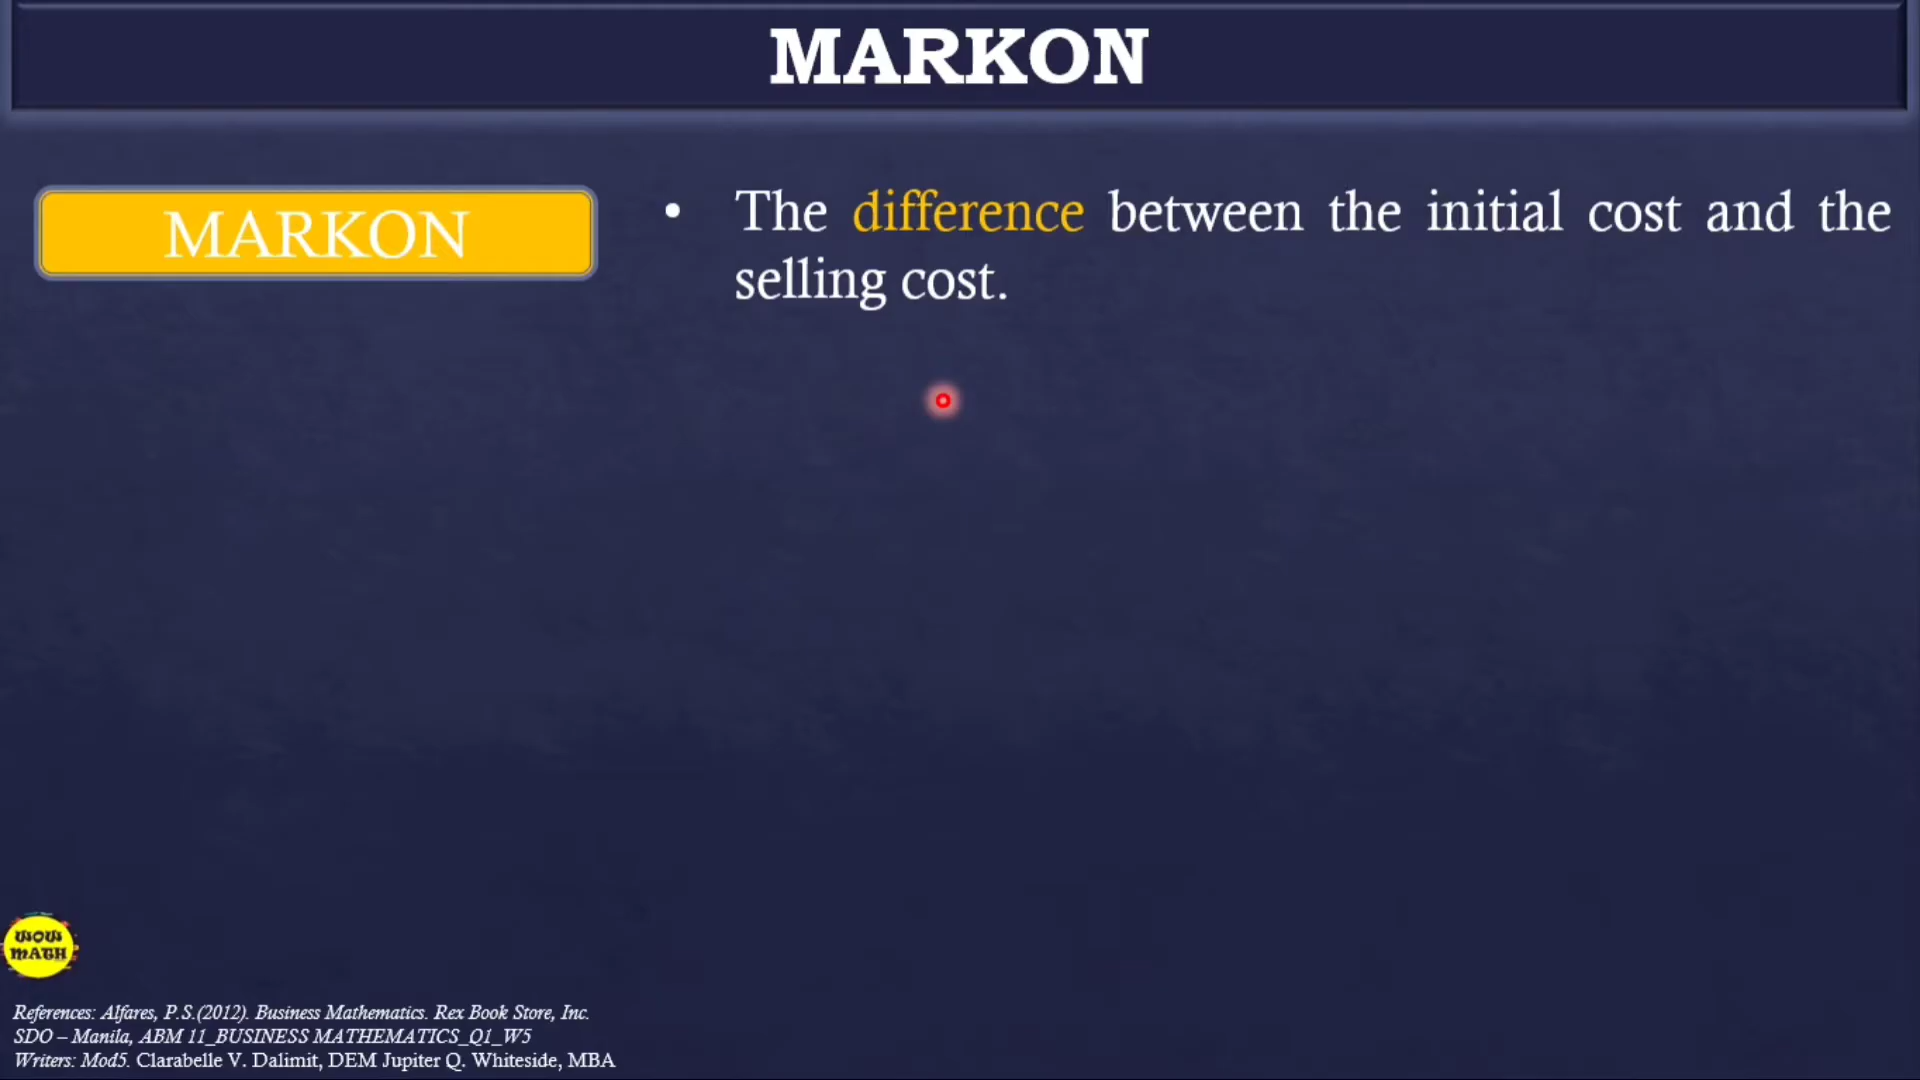 MARKON
MARKON
• The difference between the initial cost and the
selling cost.
WOW
MATH
References: Alfares, P.S.(2012). Business Mathematics. Rex Book Store, Inc.
SDO – Manila, ABM 11_BUSINESS MATHEMATICS_Q1_W5
Writers: Mod5. Clarabelle V. Dalimit, DEM Jupiter Q. Whiteside, MBA